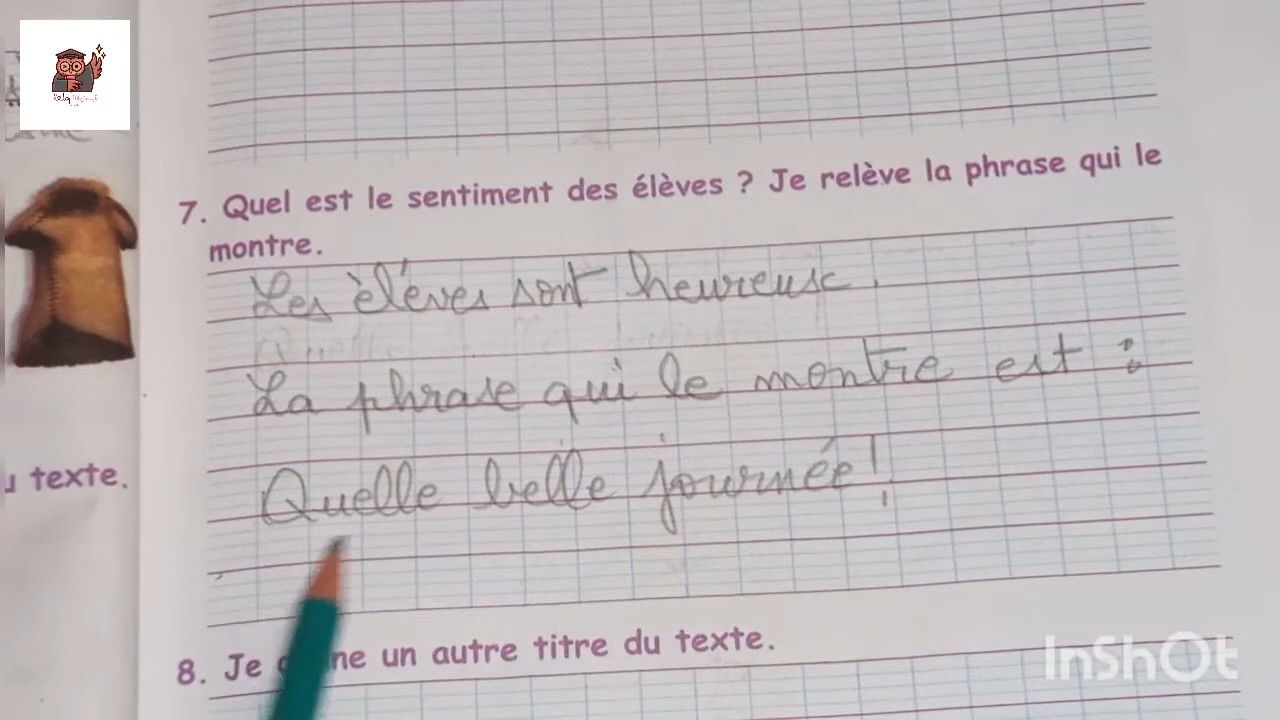 7. Quel est le sentiment des élèves ? Je relève la phrase qui le
montre.
Les èléves sont heureux.
La phrase qui le montre est :
Quelle belle journée!
u texte.
8. Je ne un autre titre du texte.
InShOt